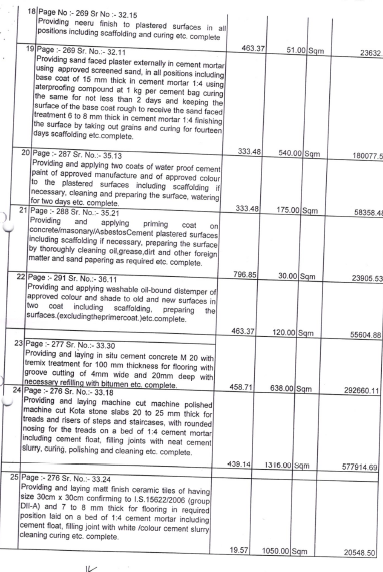 18 Page No :- 269 Sr No :- 32.15
Providing neeru finish to plastered surfaces in all
positions including scaffolding and curing etc. complete
463.37 51.00 Sqm 23632.
19 Page :- 269 Sr. No.:- 32.11
Providing sand faced plaster externally in cement mortar
using approved screened sand, in all positions including
base coat of 15 mm thick in cement mortar 1:4 using
aterproofing compound at 1 kg per cement bag curing
the same for not less than 2 days and keeping the
surface of the base coat rough to receive the sand faced
treatment 6 to 8 mm thick in cement mortar 1:4 finishing
the surface by taking out grains and curing for fourteen
days scaffolding etc.complete.
333.48 540.00 Sqm 180077.5
20 Page :- 287 Sr. No.:- 35.13
Providing and applying two coats of water proof cement
paint of approved manufacture and of approved colour
to the plastered surfaces including scaffolding if
necessary, cleaning and preparing the surface, watering
for two days etc. complete.
333.48 175.00 Sqm 58358.48
21 Page :- 288 Sr. No.:- 35.21
Providing and applying priming coat on
concrete/masonary/AsbestosCement plastered surfaces
including scaffolding if necessary, preparing the surface
by thoroughly cleaning oil,grease,dirt and other foreign
matter and sand papering as required etc. complete.
796.85 30.00 Sqm 23905.53
22 Page :- 291 Sr. No.:- 36.11
Providing and applying washable oil-bound distemper of
approved colour and shade to old and new surfaces in
two coat including scaffolding, preparing the
surfaces.(excludingtheprimercoat.)etc.complete.
463.37 120.00 Sqm 55604.88
23 Page :- 277 Sr. No.:- 33.30
Providing and laying in situ cement concrete M 20 with
tremix treatment for 100 mm thickness for flooring with
groove cutting of 4mm wide and 20mm deep with
necessary refilling with bitumen etc. complete.
458.71 638.00 Sqm 292660.11
24 Page :- 276 Sr. No.:- 33.18
Providing and laying machine cut machine polished
machine cut Kota stone slabs 20 to 25 mm thick for
treads and risers of steps and staircases, with rounded
nosing for the treads on a bed of 1:4 cement mortar
including cement float, filling joints with neat cement
slurry, curing, polishing and cleaning etc. complete.
439.14 1316.00 Sqm 577914.69
25 Page :- 276 Sr. No.:- 33.24
Providing and laying matt finish ceramic tiles of having
size 30cm x 30cm confirming to I.S.15622/2006 (group
DII-A) and 7 to 8 mm thick for flooring in required
position laid on a bed of 1:4 cement mortar including
cement float, filling joint with white /colour cement slurry
cleaning curing etc. complete.
19.57 1050.00 Sqm 20548.50